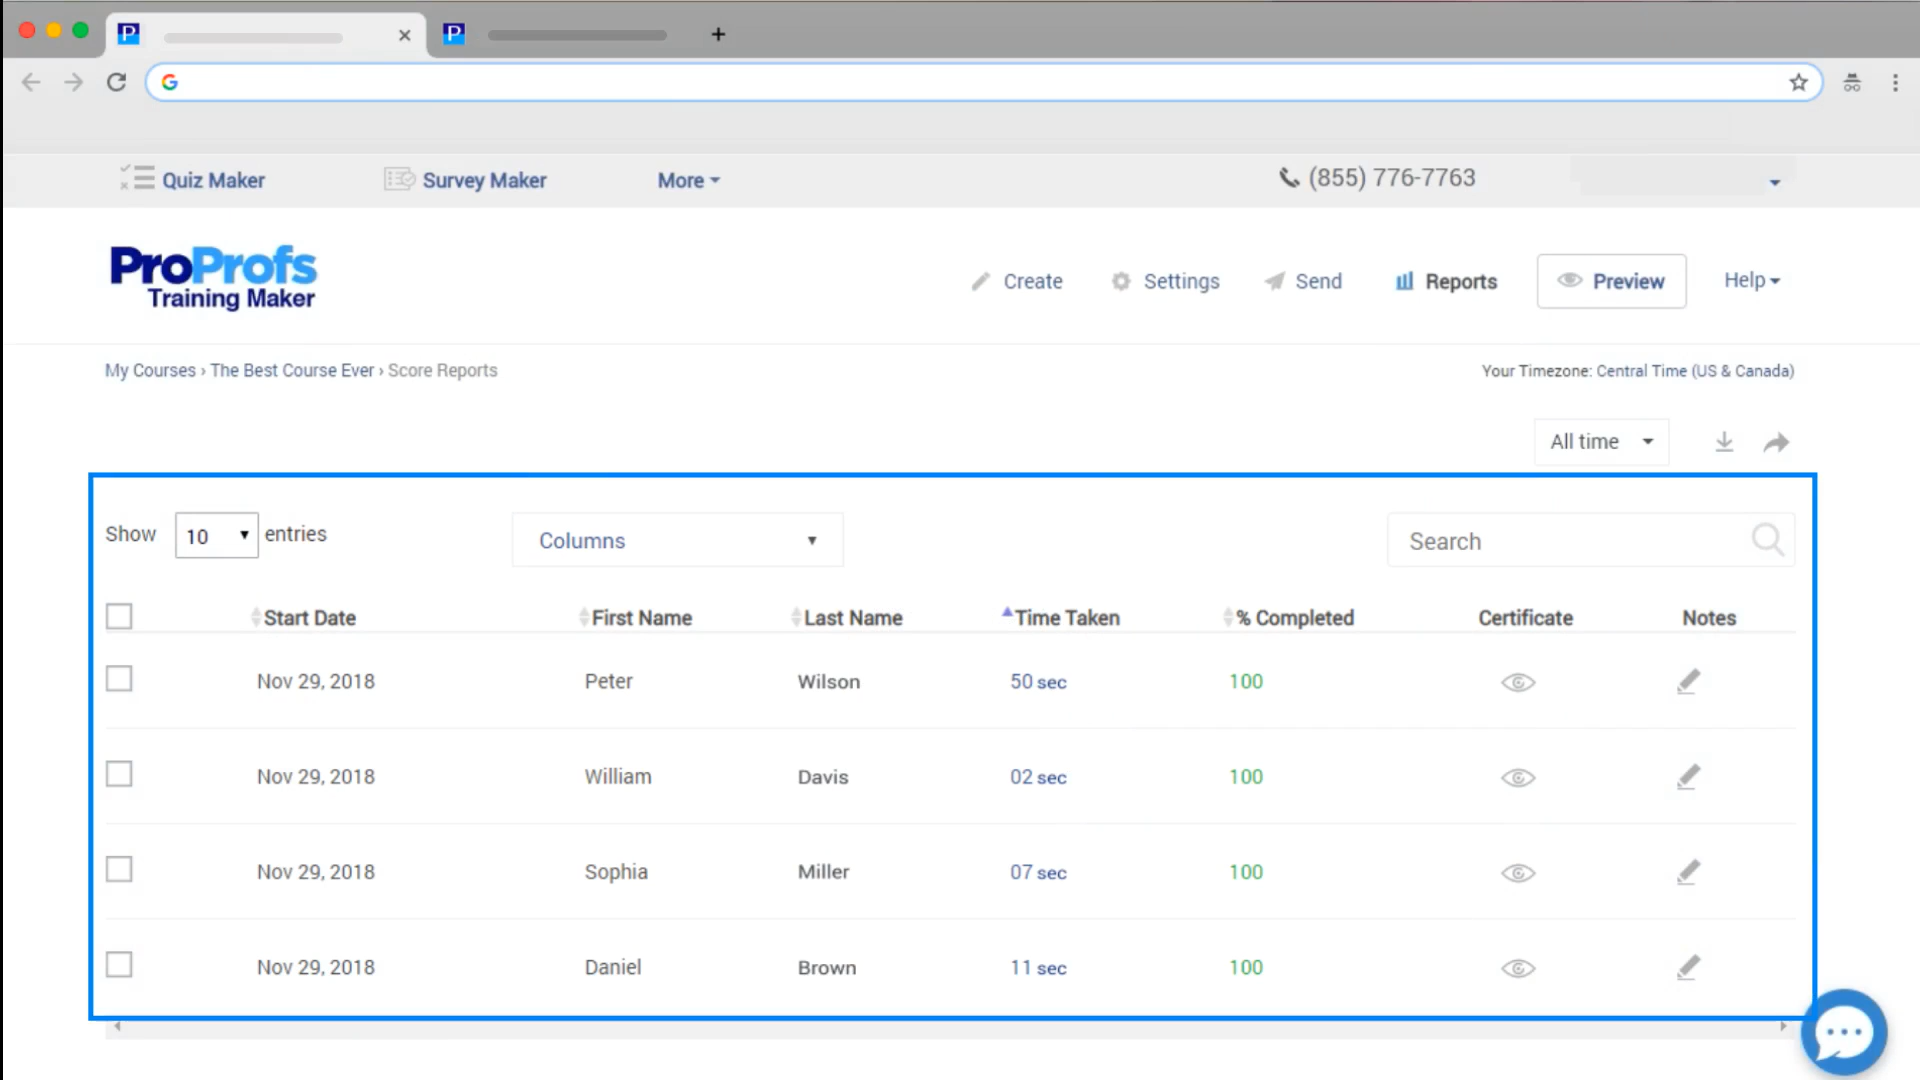 P
P
G
Quiz Maker
Survey Maker
More
(855) 776-7763
ProProfs
Training Maker
Create
Settings
Send
Reports
Preview
Help
My Courses › The Best Course Ever › Score Reports
Your Timezone: Central Time (US & Canada)
All time
Show 10 entries
Columns
Search
Start Date First Name Last Name Time Taken % Completed Certificate Notes
Nov 29, 2018 Peter Wilson 50 sec 100
Nov 29, 2018 William Davis 02 sec 100
Nov 29, 2018 Sophia Miller 07 sec 100
Nov 29, 2018 Daniel Brown 11 sec 100